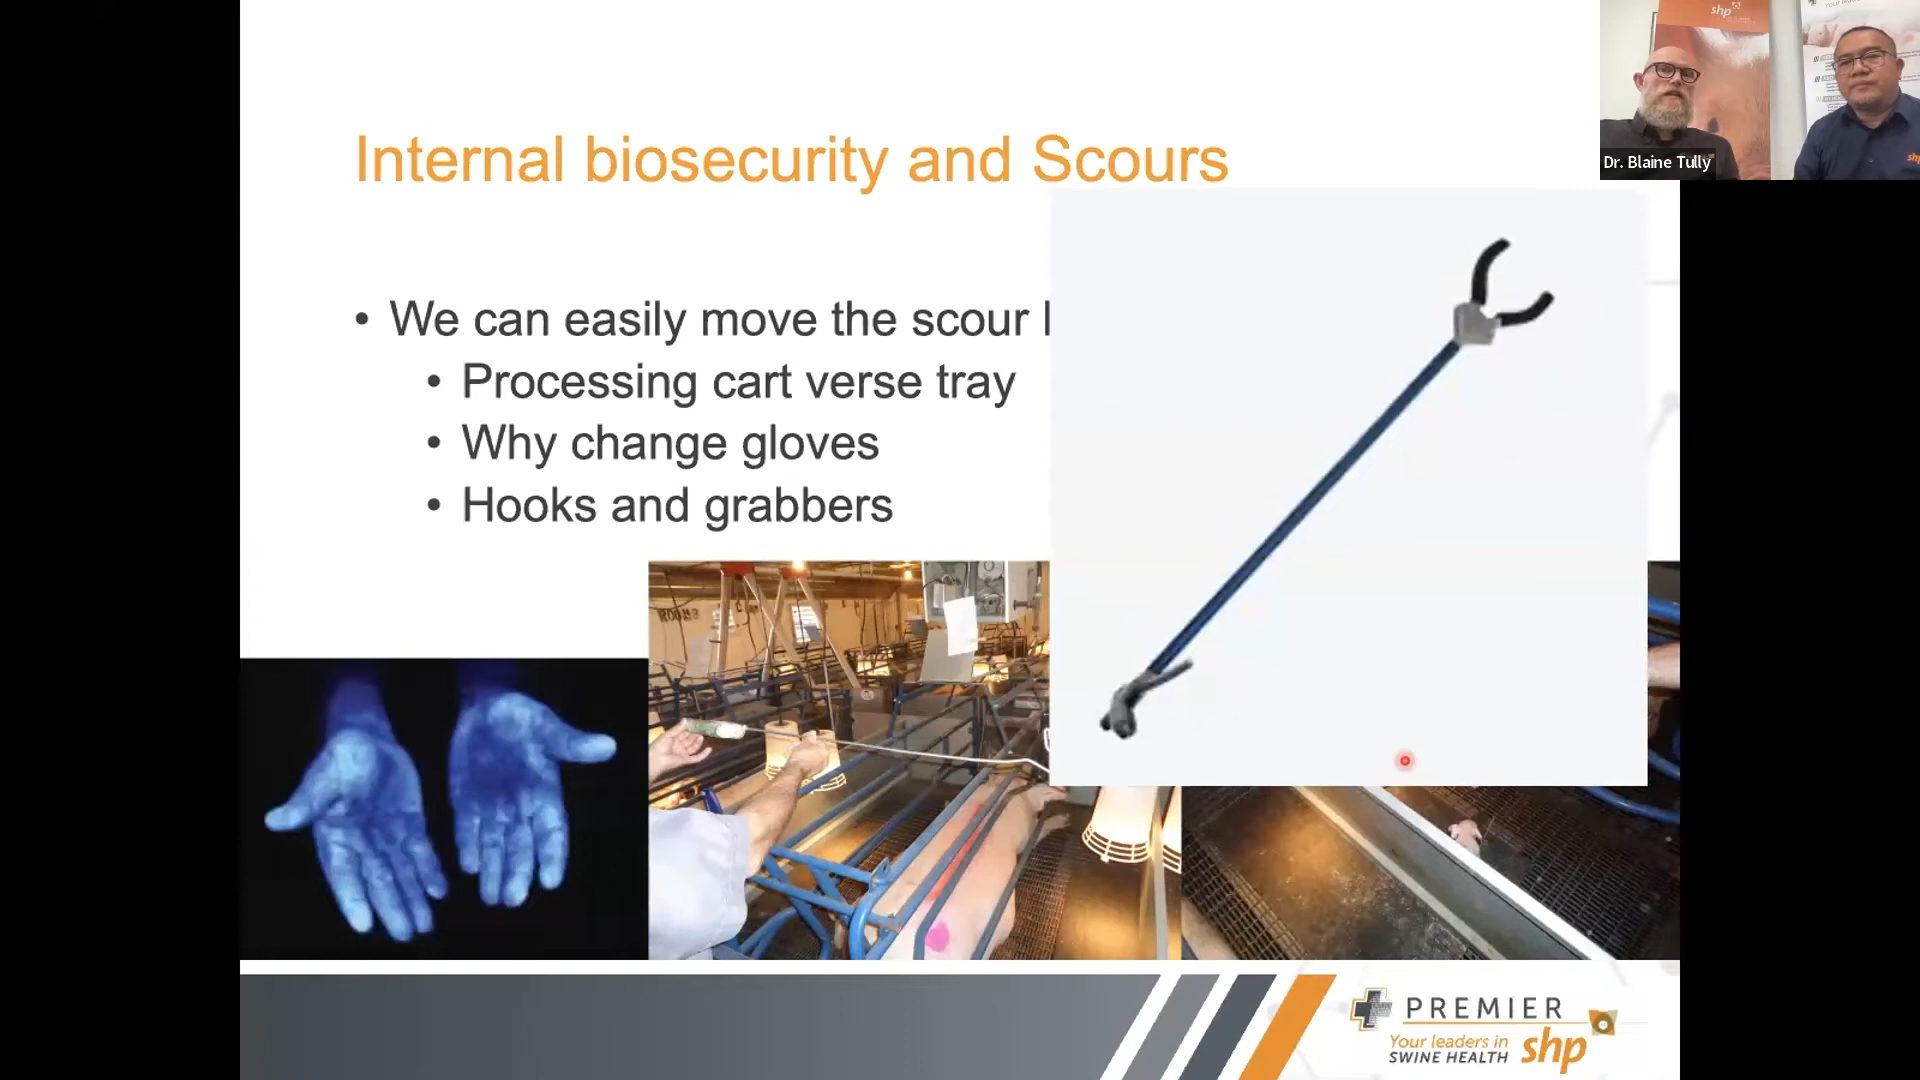 shp
Dr. Blaine Tully
Internal biosecurity and Scours
• We can easily move the scour
• Processing cart verse tray
• Why change gloves
• Hooks and grabbers
PREMIER
Your leaders in
SWINE HEALTH
shp